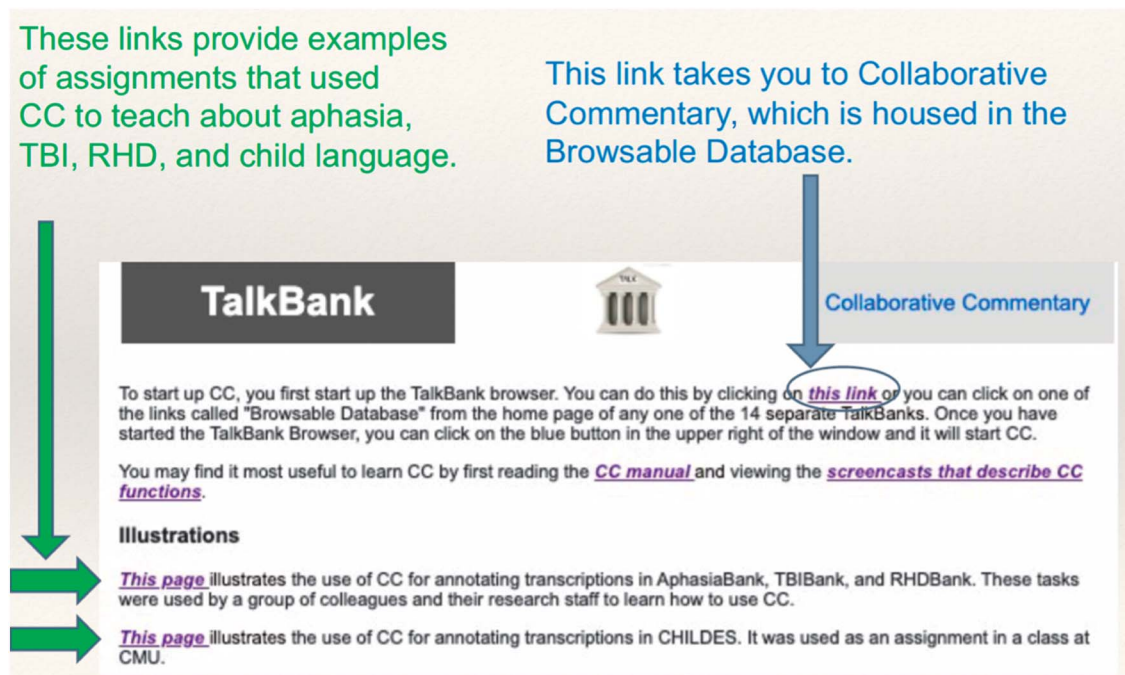 These links provide examples
of assignments that used
CC to teach about aphasia,
TBI, RHD, and child language.
This link takes you to Collaborative
Commentary, which is housed in the
Browsable Database.
TalkBank
TALK
Collaborative Commentary
To start up CC, you first start up the TalkBank browser. You can do this by clicking on this link or you can click on one of
the links called "Browsable Database" from the home page of any one of the 14 separate TalkBanks. Once you have
started the TalkBank Browser, you can click on the blue button in the upper right of the window and it will start CC.
You may find it most useful to learn CC by first reading the CC manual and viewing the screencasts that describe CC
functions.
Illustrations
This page illustrates the use of CC for annotating transcriptions in AphasiaBank, TBIBank, and RHDBank. These tasks
were used by a group of colleagues and their research staff to learn how to use CC.
This page illustrates the use of CC for annotating transcriptions in CHILDES. It was used as an assignment in a class at
CMU.